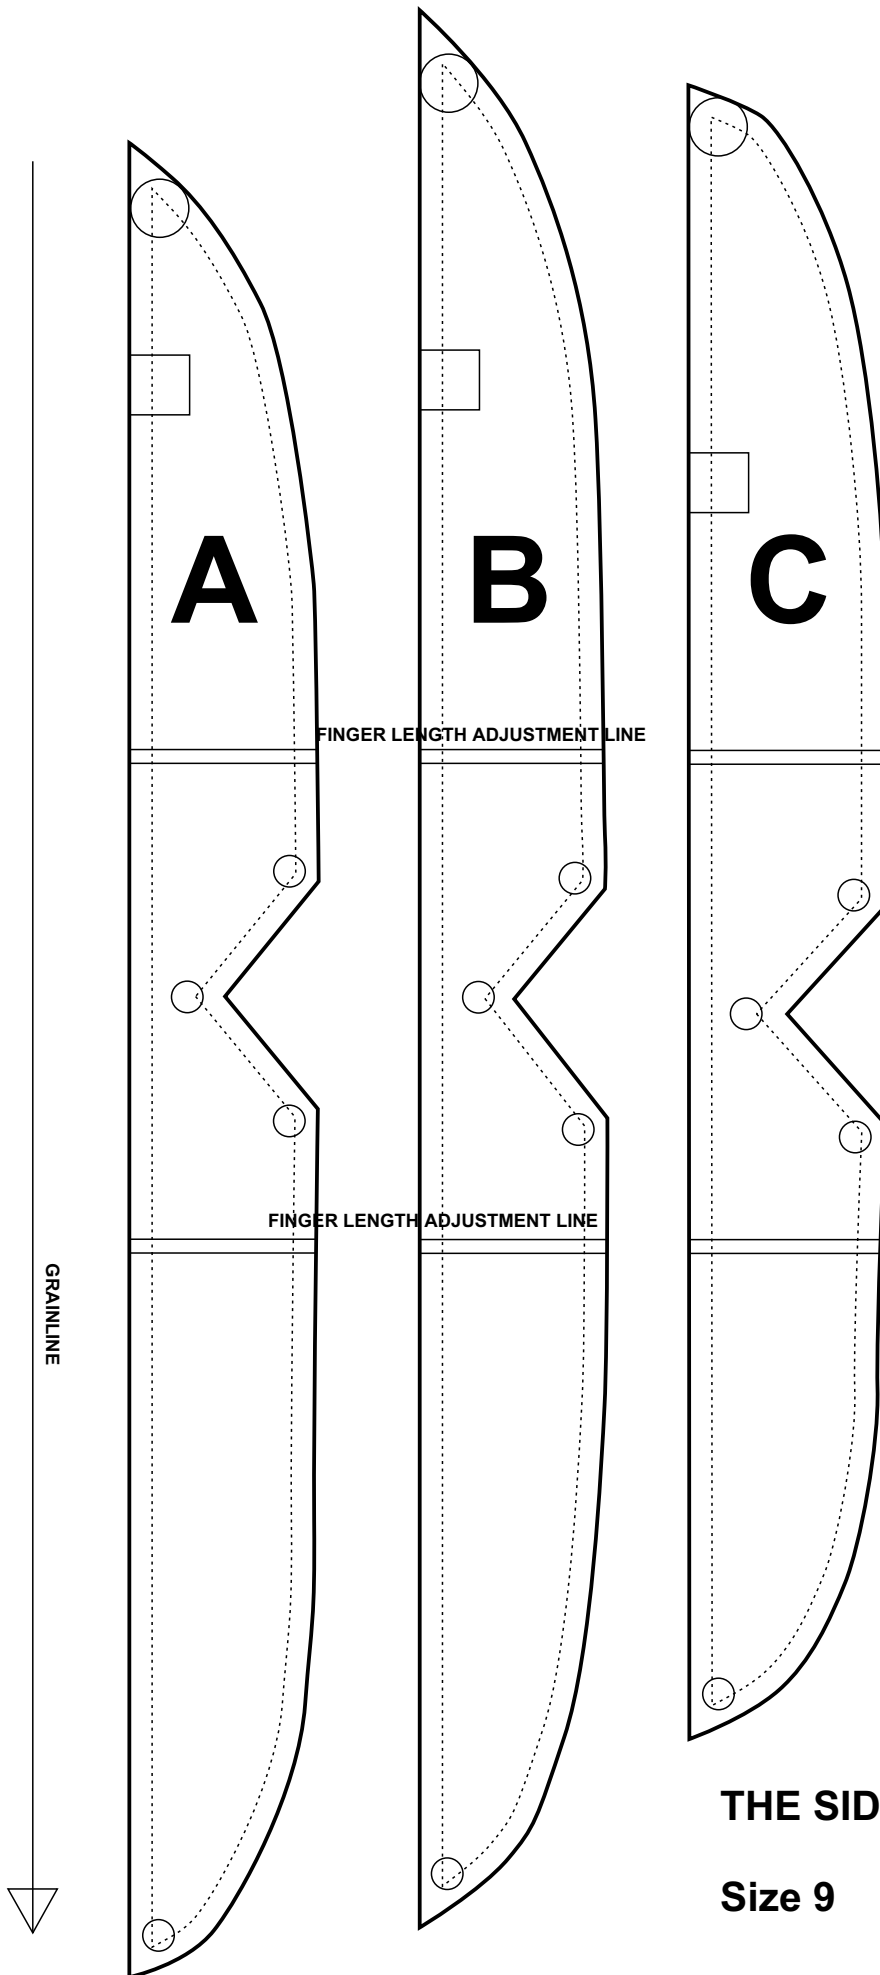 A
B
C
FINGER LENGTH ADJUSTMENT LINE
FINGER LENGTH ADJUSTMENT LINE
GRAINLINE
THE SID
Size 9